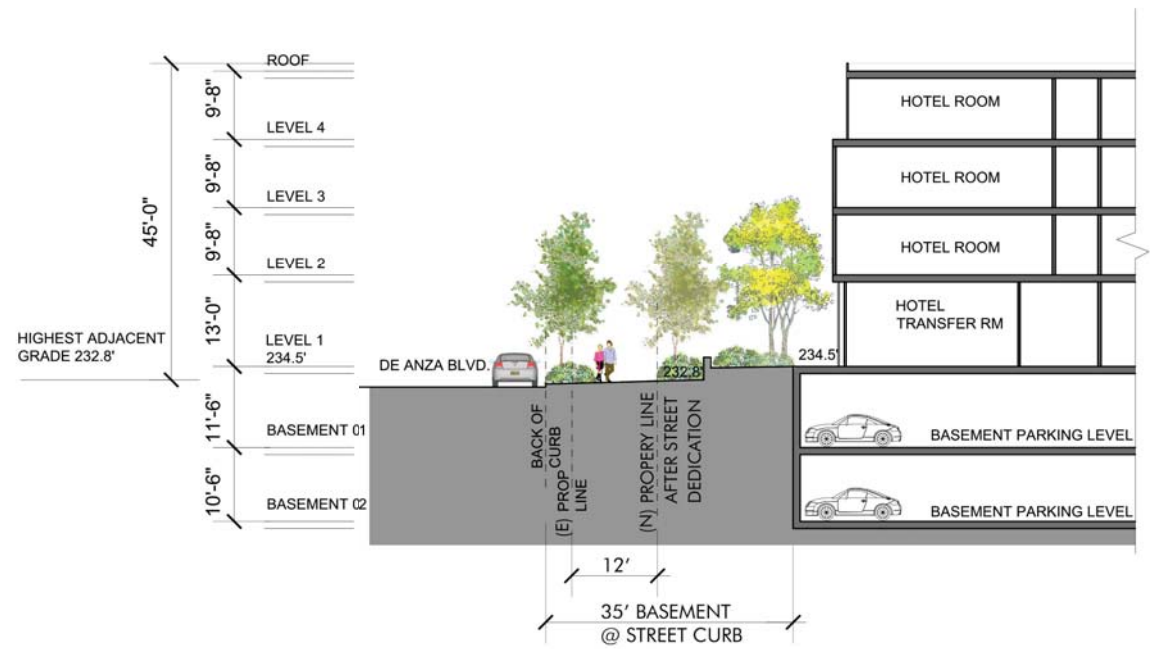 ROOF
9'-8"
HOTEL ROOM
LEVEL 4
9'-8"
HOTEL ROOM
LEVEL 3
45'-0"
9'-8"
HOTEL ROOM
LEVEL 2
13'-0"
HOTEL
TRANSFER RM
HIGHEST ADJACENT
GRADE 232.8'
LEVEL 1
234.5'
DE ANZA BLVD.
232.8'
234.5'
11'-6"
BASEMENT 01
BASEMENT PARKING LEVEL
10'-6"
BASEMENT 02
BASEMENT PARKING LEVEL
BACK OF
CURB
(E) PROP
LINE
(N) PROPERY LINE
AFTER STREET
DEDICATION
12'
35' BASEMENT
@ STREET CURB